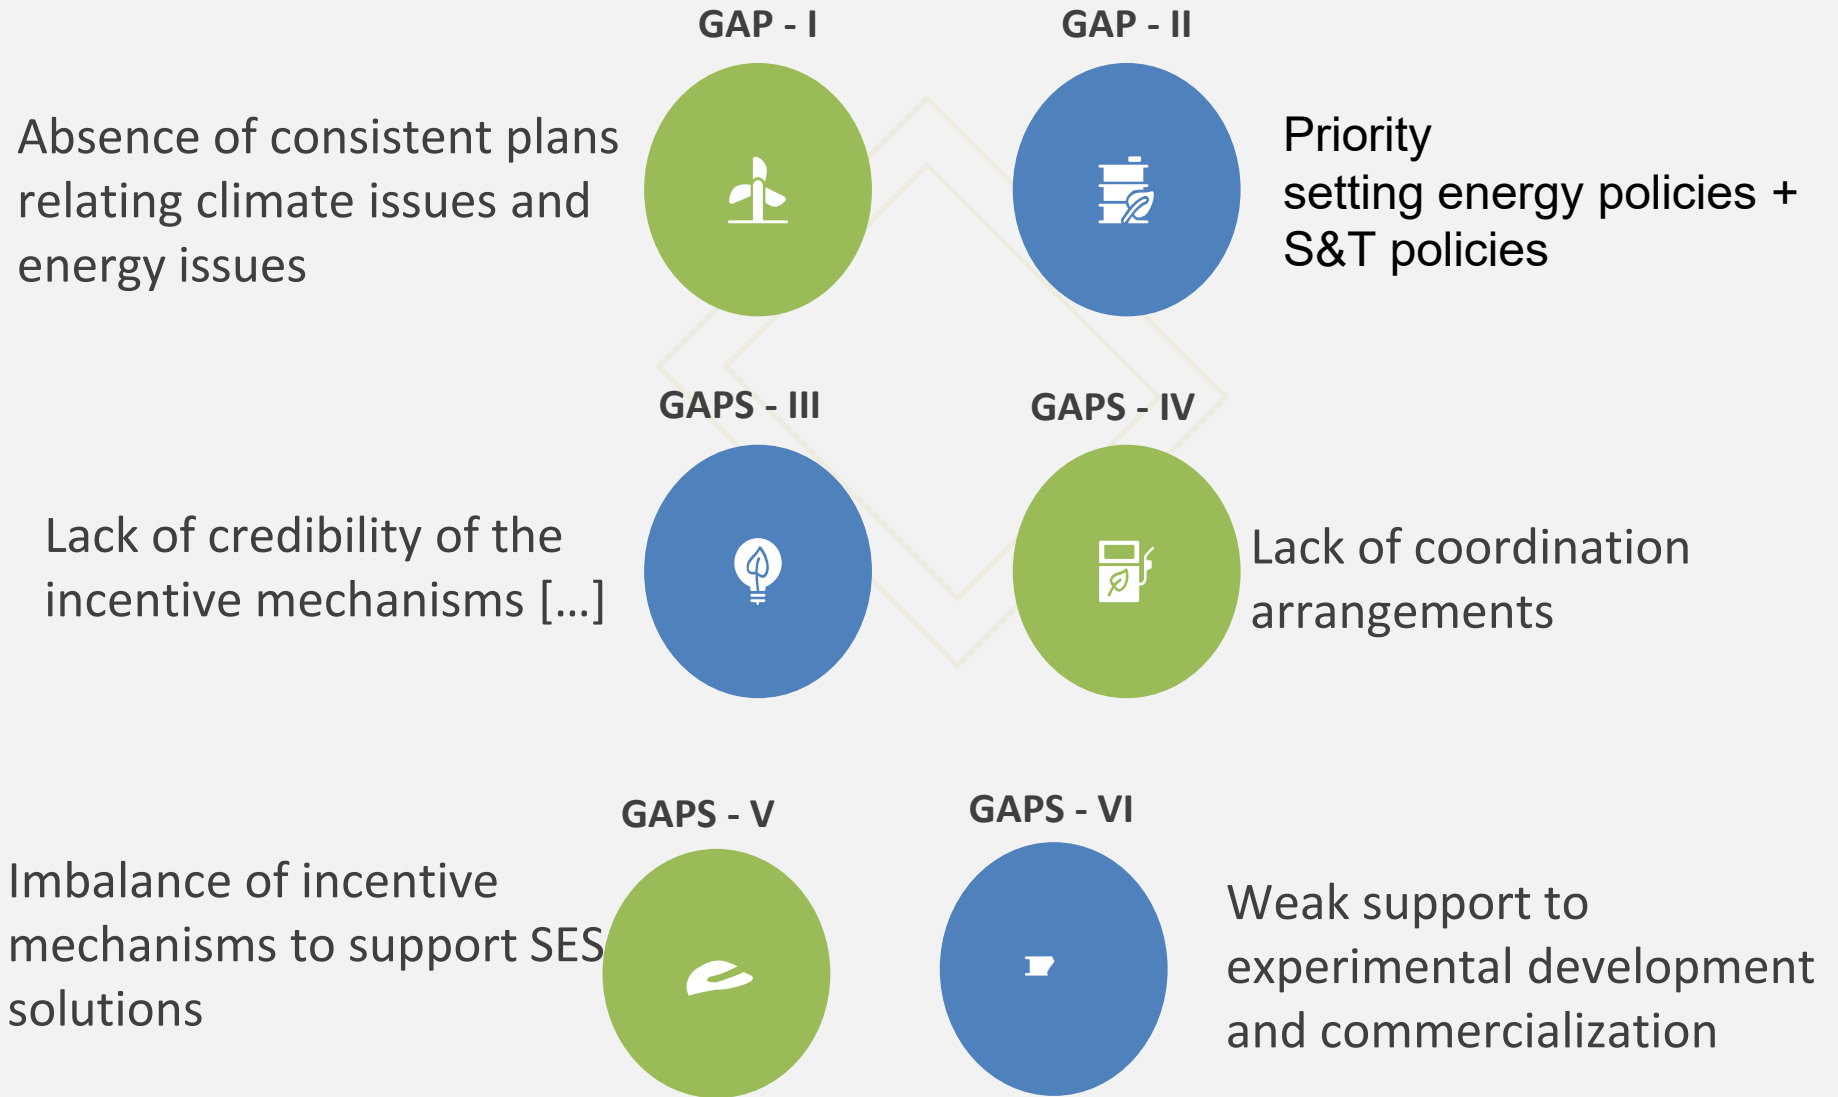 GAP - I
Absence of consistent plans
relating climate issues and
energy issues
GAP - II
Priority
setting energy policies +
S&T policies
GAPS - III
Lack of credibility of the
incentive mechanisms [...]
GAPS - IV
Lack of coordination
arrangements
GAPS - V
Imbalance of incentive
mechanisms to support SES
solutions
GAPS - VI
Weak support to
experimental development
and commercialization